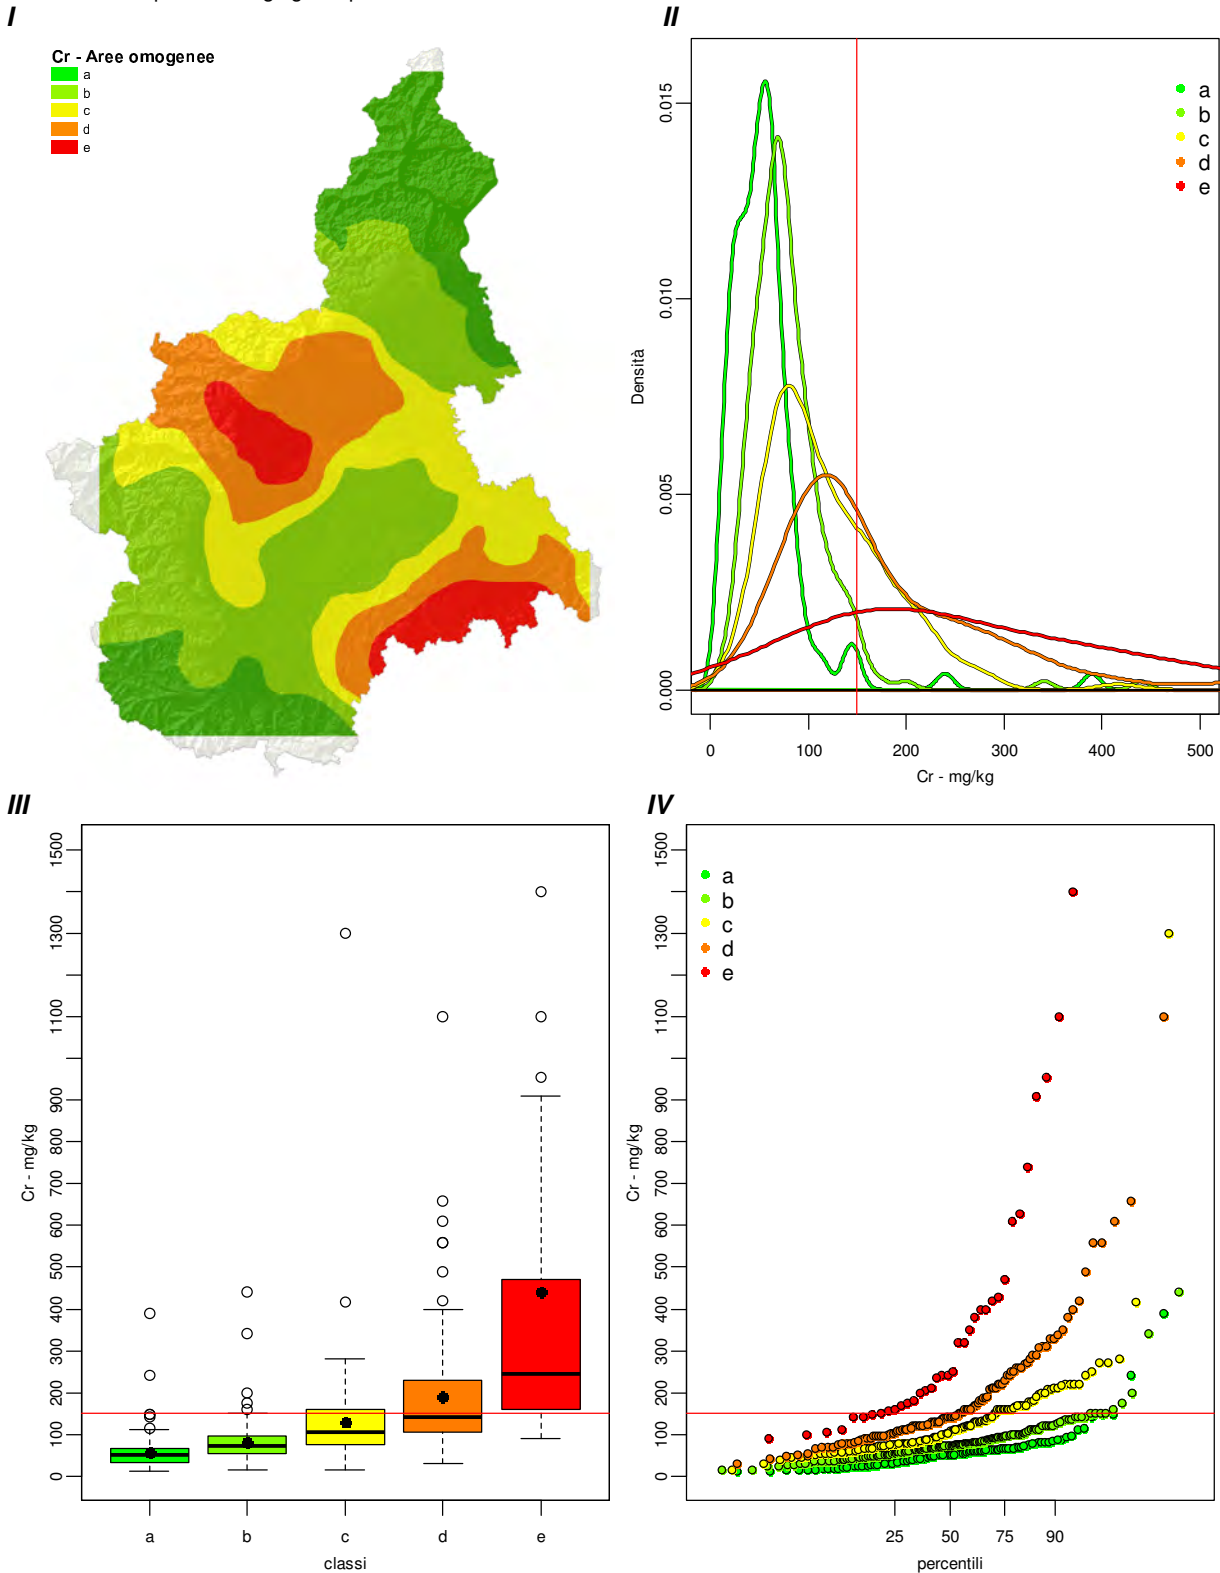 I
Cr - Aree omogenee
a
b
c
d
e
II
Densità
0.015
0.010
0.005
0.000
a
b
c
d
e
0 100 200 300 400 500
Cr - mg/kg
III
Cr - mg/kg
1500
1300
1100
900
800
700
600
500
400
300
200
100
0
a b c d e
classi
IV
Cr - mg/kg
1500
1300
1100
900
800
700
600
500
400
300
200
100
0
a
b
c
d
e
25 50 75 90
percentili